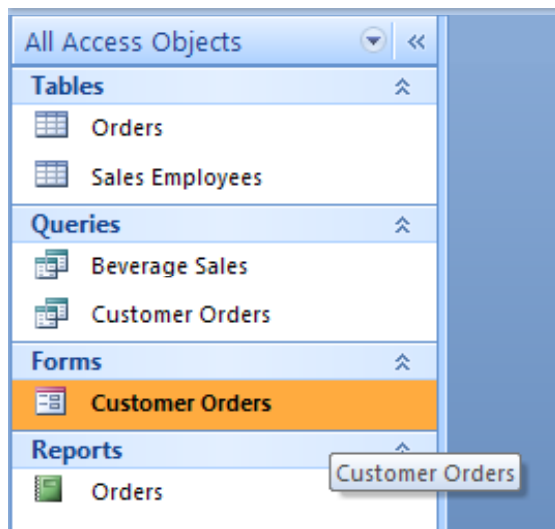 All Access Objects
Tables
Orders
Sales Employees
Queries
Beverage Sales
Customer Orders
Forms
Customer Orders
Reports
Customer Orders
Orders